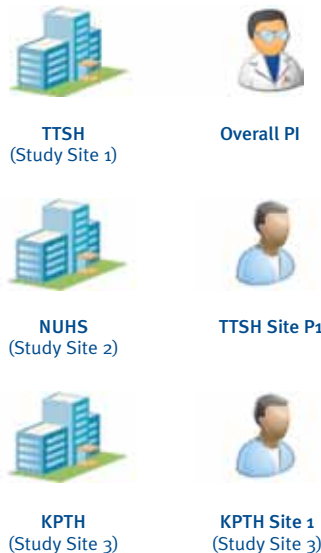 TTSH
(Study Site 1)
Overall PI
NUHS
(Study Site 2)
TTSH Site P1
KPTH
(Study Site 3)
KPTH Site 1
(Study Site 3)